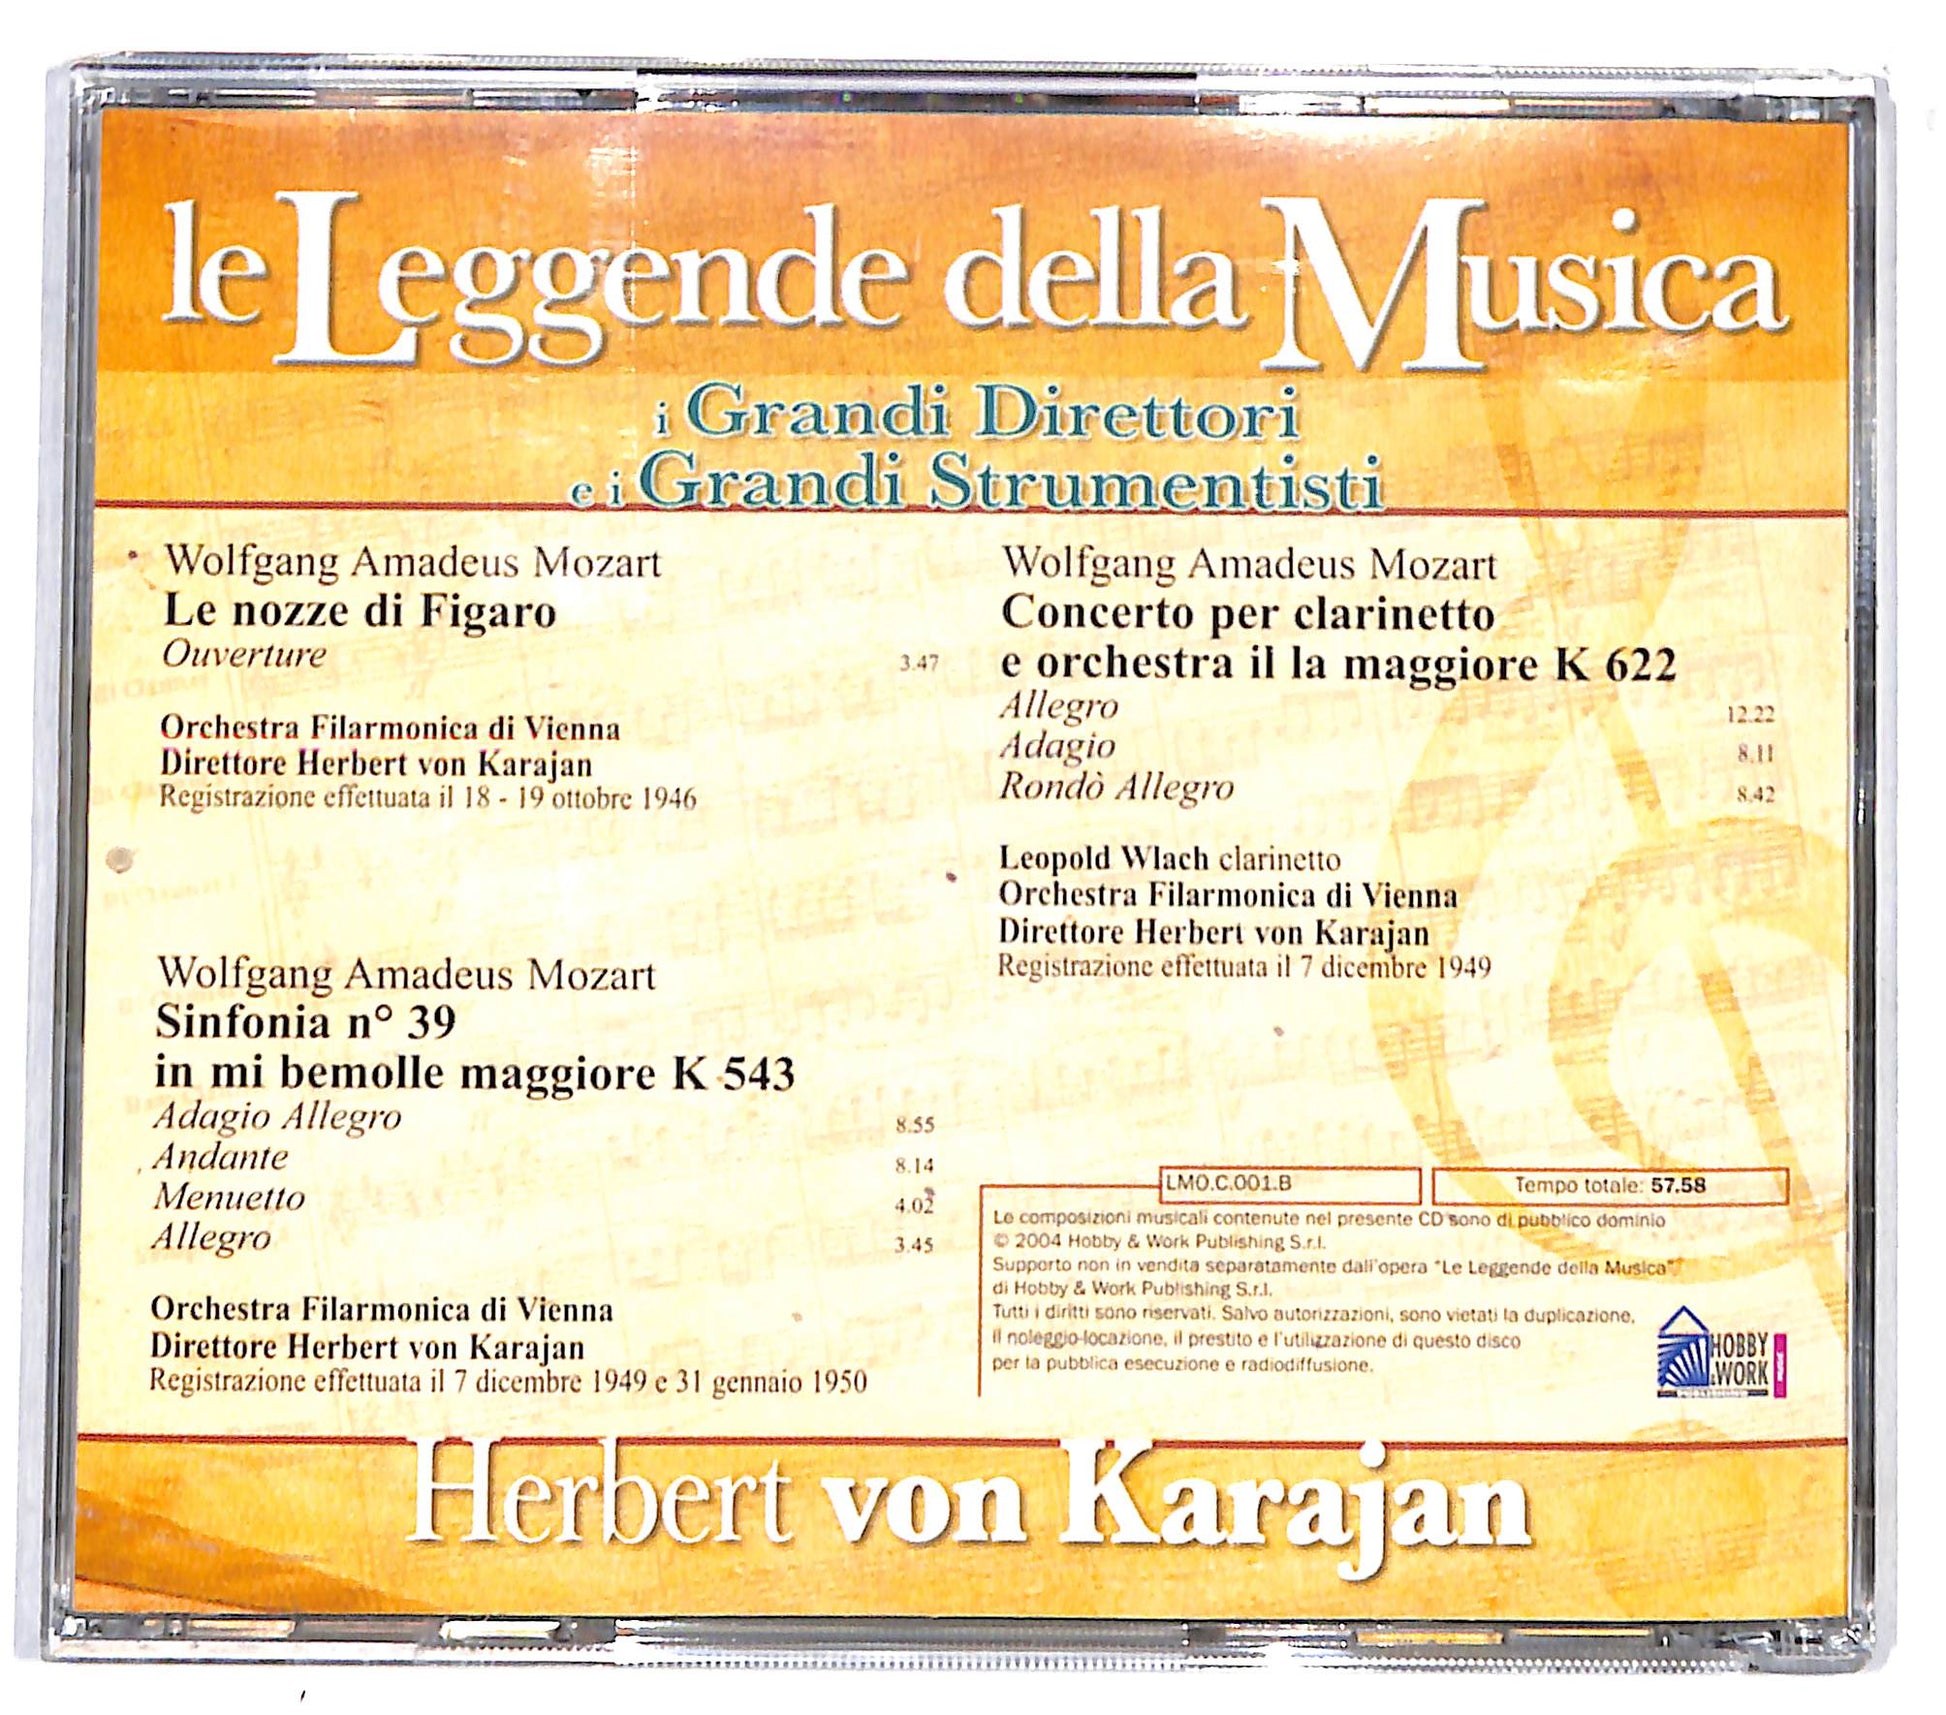 le Leggende della Musica
i Grandi Direttori
e i Grandi Strumentisti
Wolfgang Amadeus Mozart
Le nozze di Figaro
Ouverture 3.47
Orchestra Filarmonica di Vienna
Direttore Herbert von Karajan
Registrazione effettuata il 18 - 19 ottobre 1946
Wolfgang Amadeus Mozart
Sinfonia n° 39
in mi bemolle maggiore K 543
Adagio Allegro 8.55
Andante 8.14
Menuetto 4.02
Allegro 3.45
Orchestra Filarmonica di Vienna
Direttore Herbert von Karajan
Registrazione effettuata il 7 dicembre 1949 e 31 gennaio 1950
Wolfgang Amadeus Mozart
Concerto per clarinetto
e orchestra il la maggiore K 622
Allegro 12.22
Adagio 8.11
Rondò Allegro 8.42
Leopold Wlach clarinetto
Orchestra Filarmonica di Vienna
Direttore Herbert von Karajan
Registrazione effettuata il 7 dicembre 1949
LMO.C.001.B
Tempo totale: 57.58
Le composizioni musicali contenute nel presente CD sono di pubblico dominio
© 2004 Hobby & Work Publishing S.r.l.
Supporto non in vendita separatamente dall'opera "Le Leggende della Musica"
di Hobby & Work Publishing S.r.l.
Tutti i diritti sono riservati. Salvo autorizzazioni, sono vietati la duplicazione,
il noleggio-locazione, il prestito e l'utilizzazione di questo disco
per la pubblica esecuzione e radiodiffusione.
HOBBY
& WORK
PUBLISHING
Herbert von Karajan